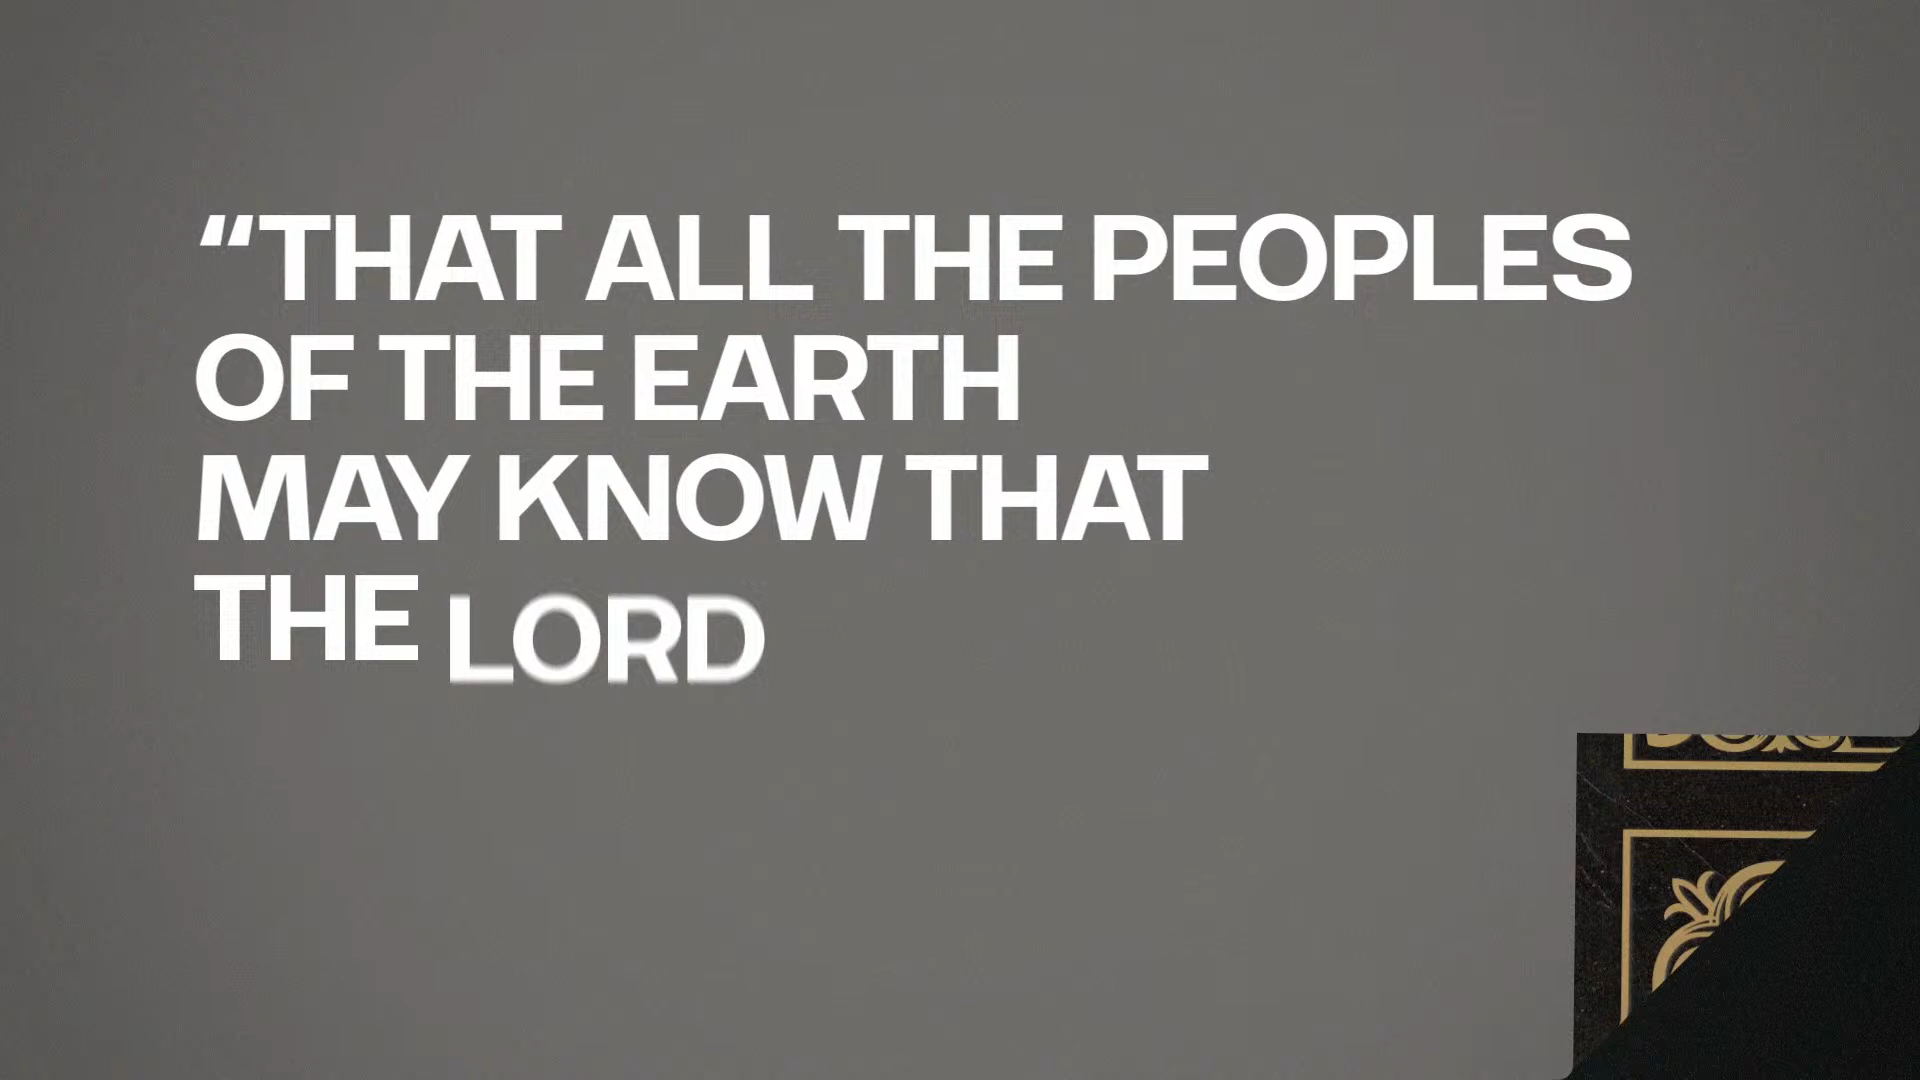 “THAT ALL THE PEOPLES
OF THE EARTH
MAY KNOW THAT
THE LORD